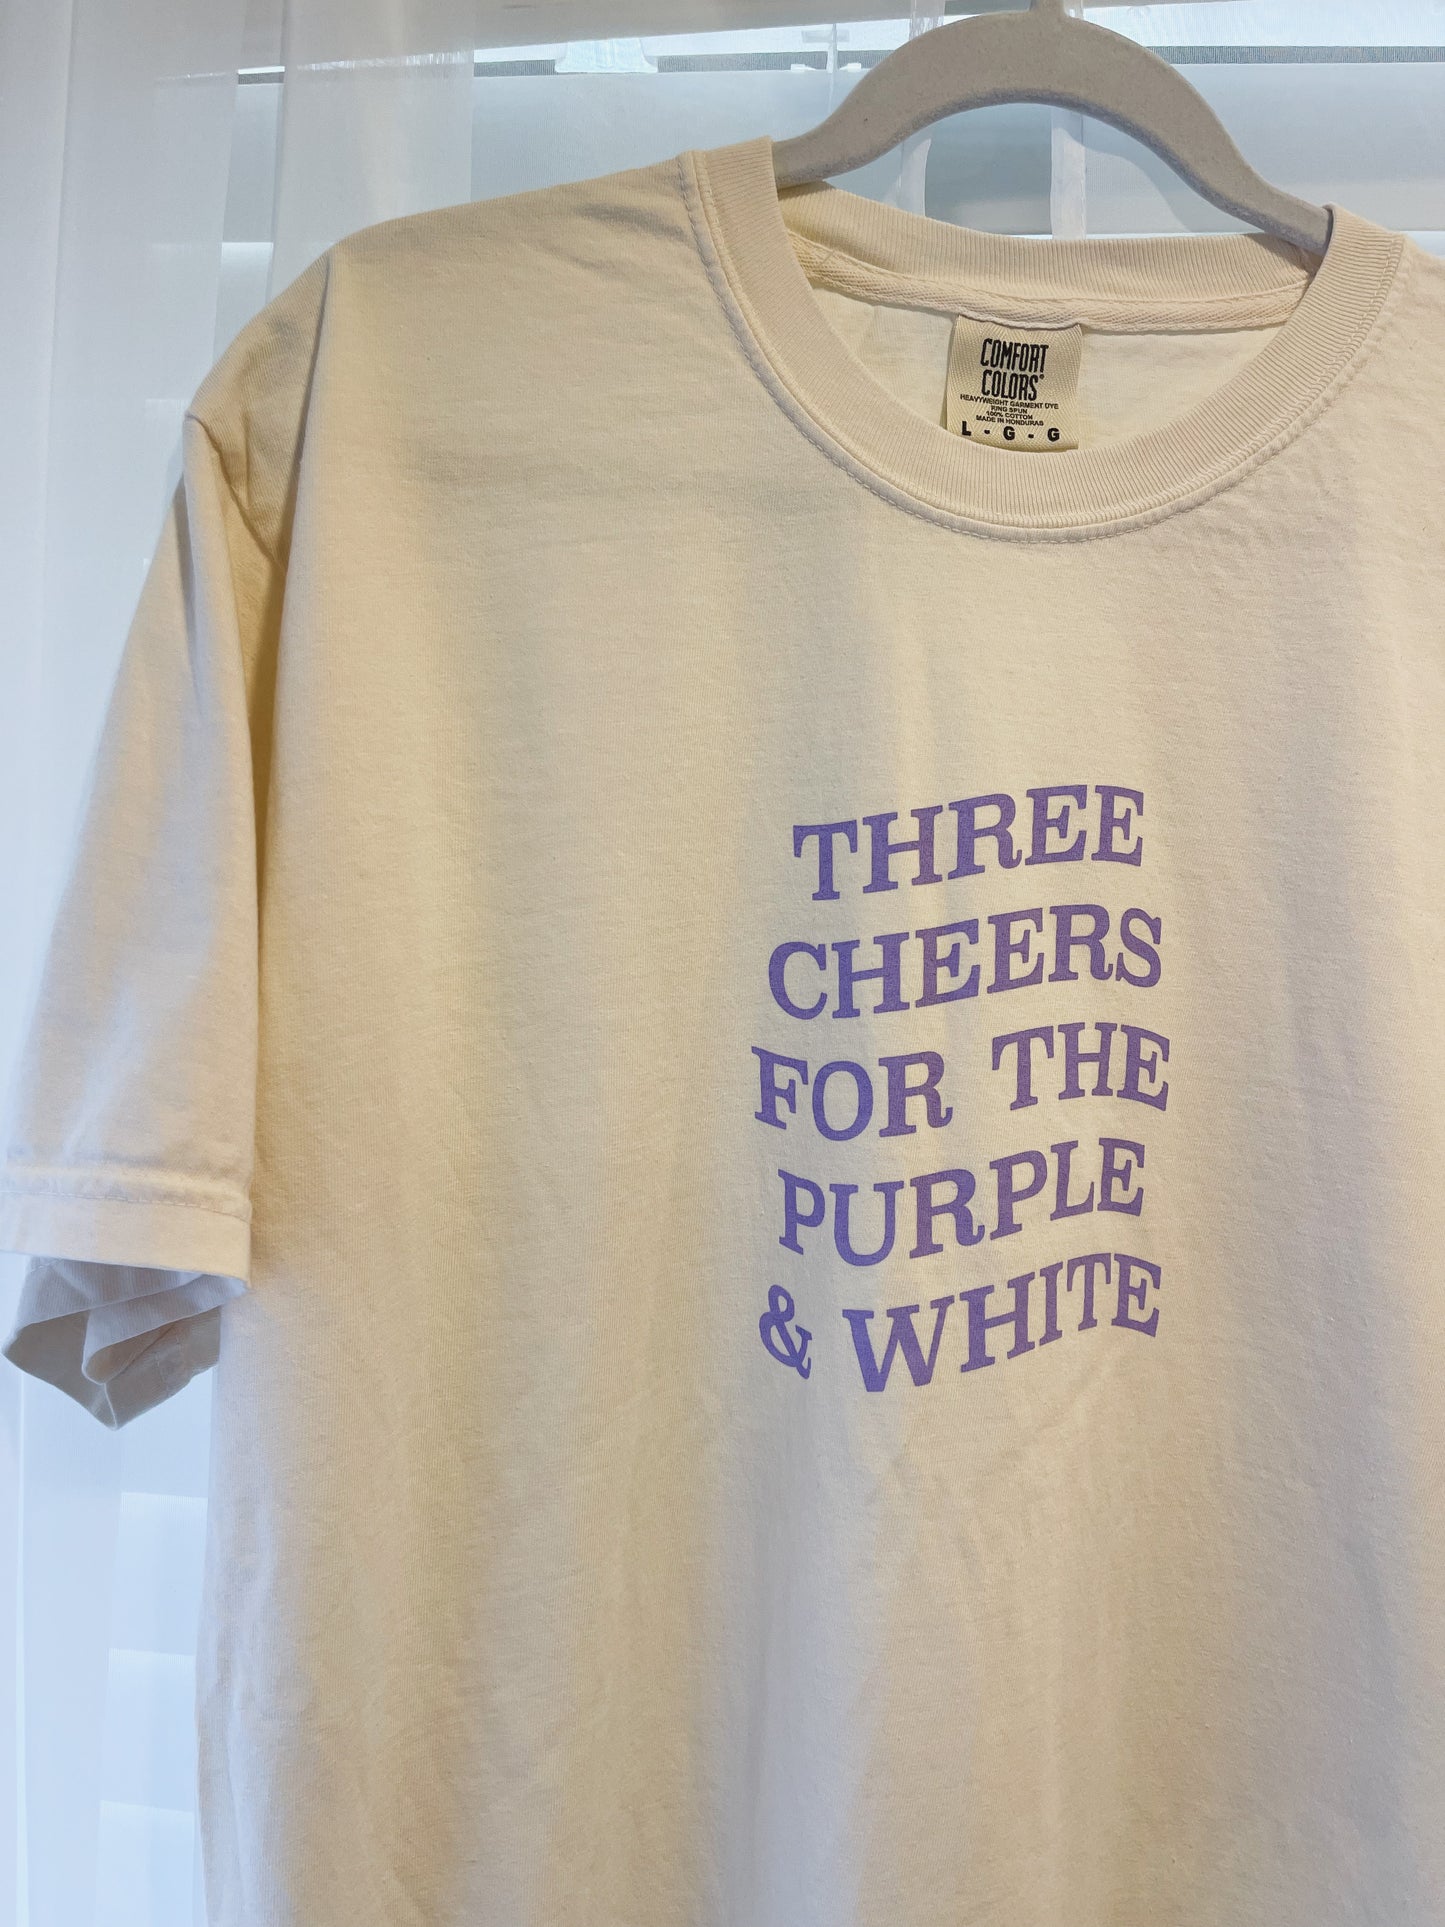 COMFORT
COLORS®
HEAVYWEIGHT GARMENT DYE
RING SPUN
100% COTTON
MADE IN HONDURAS
L - G - G
THREE
CHEERS
FOR THE
PURPLE
& WHITE